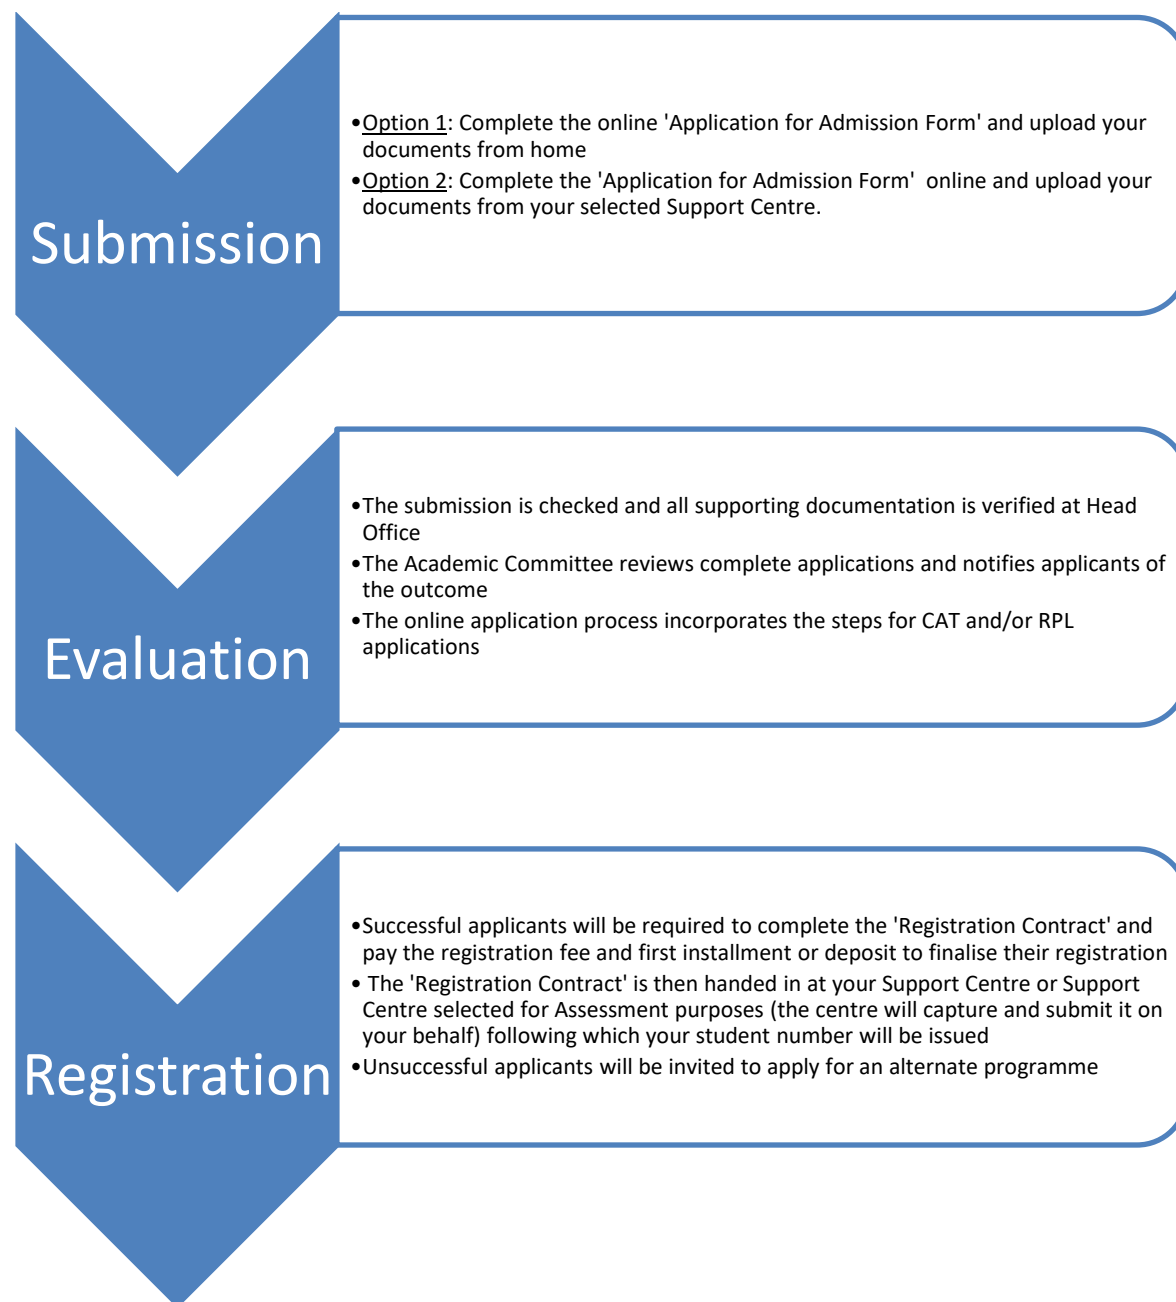 Submission
•Option 1: Complete the online 'Application for Admission Form' and upload your
documents from home
•Option 2: Complete the 'Application for Admission Form'  online and upload your
documents from your selected Support Centre.
Evaluation
•The submission is checked and all supporting documentation is verified at Head
Office
•The Academic Committee reviews complete applications and notifies applicants of
the outcome
•The online application process incorporates the steps for CAT and/or RPL
applications
Registration
•Successful applicants will be required to complete the 'Registration Contract' and
pay the registration fee and first installment or deposit to finalise their registration
• The 'Registration Contract' is then handed in at your Support Centre or Support
Centre selected for Assessment purposes (the centre will capture and submit it on
your behalf) following which your student number will be issued
•Unsuccessful applicants will be invited to apply for an alternate programme